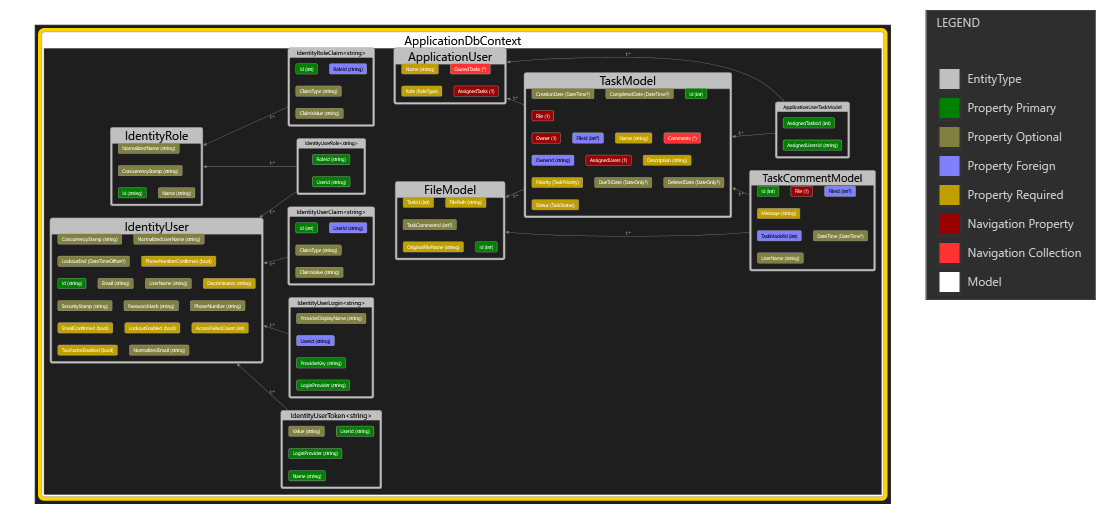 ApplicationDbContext
IdentityRoleClaim<string>
Id (int) RoleId (string)
ClaimType (string)
ClaimValue (string)
ApplicationUser
Name (string) OwnedTasks (*)
Role (RoleType) AssignedTasks (1)
TaskModel
CreationDate (DateTime?) CompletedDate (DateTime?) Id (int)
File (1)
Owner (1) FileId (int?) Name (string) Comments (*)
OwnerId (string) AssignedUsers (1) Description (string)
Priority (TaskPriority) DueToDate (DateOnly?) DeletedDate (DateOnly?)
Status (TaskStatus)
ApplicationUserTaskModel
AssignedTasksId (int)
AssignedUsersId (string)
IdentityRole
NormalizedName (string)
ConcurrencyStamp (string)
Id (string) Name (string)
IdentityUserRole<string>
RoleId (string)
UserId (string)
FileModel
TaskId (int) FilePath (string)
TaskCommentId (int?)
OriginalFileName (string) Id (int)
TaskCommentModel
Id (int) File (1) FileId (int?)
Message (string)
TaskModelId (int) DateTime (DateTime?)
UserName (string)
IdentityUser
ConcurrencyStamp (string) NormalizedUserName (string)
LockoutEnd (DateTimeOffset?) PhoneNumberConfirmed (bool)
Id (string) Email (string) UserName (string) Discriminator (string)
SecurityStamp (string) PasswordHash (string) PhoneNumber (string)
EmailConfirmed (bool) LockoutEnabled (bool) AccessFailedCount (int)
TwoFactorEnabled (bool) NormalizedEmail (string)
IdentityUserClaim<string>
Id (int) UserId (string)
ClaimType (string)
ClaimValue (string)
IdentityUserLogin<string>
ProviderDisplayName (string)
UserId (string)
ProviderKey (string)
LoginProvider (string)
IdentityUserToken<string>
Value (string) UserId (string)
LoginProvider (string)
Name (string)
LEGEND
EntityType
Property Primary
Property Optional
Property Foreign
Property Required
Navigation Property
Navigation Collection
Model